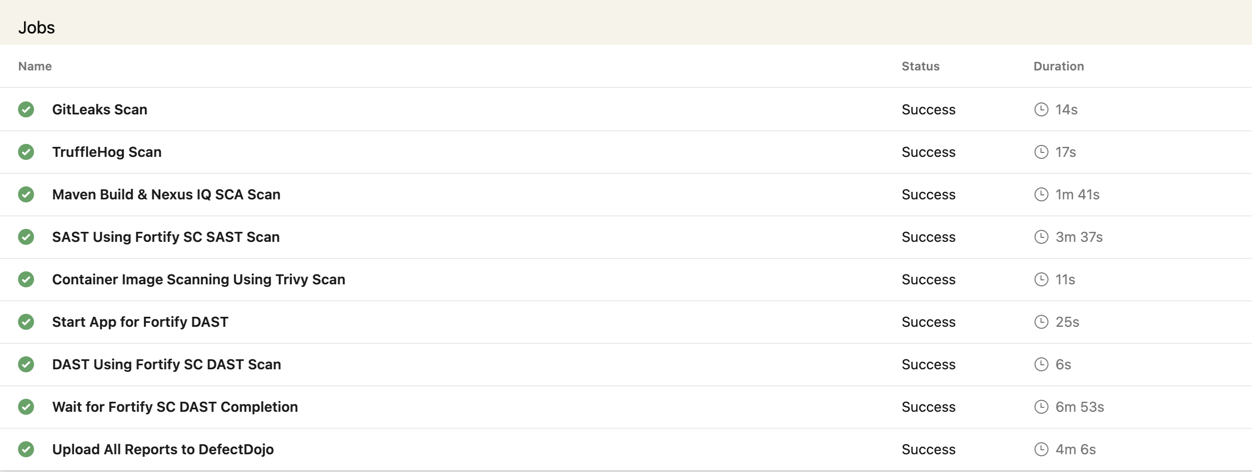 Jobs
Name Status Duration
GitLeaks Scan Success 14s
TruffleHog Scan Success 17s
Maven Build & Nexus IQ SCA Scan Success 1m 41s
SAST Using Fortify SC SAST Scan Success 3m 37s
Container Image Scanning Using Trivy Scan Success 11s
Start App for Fortify DAST Success 25s
DAST Using Fortify SC DAST Scan Success 6s
Wait for Fortify SC DAST Completion Success 6m 53s
Upload All Reports to DefectDojo Success 4m 6s